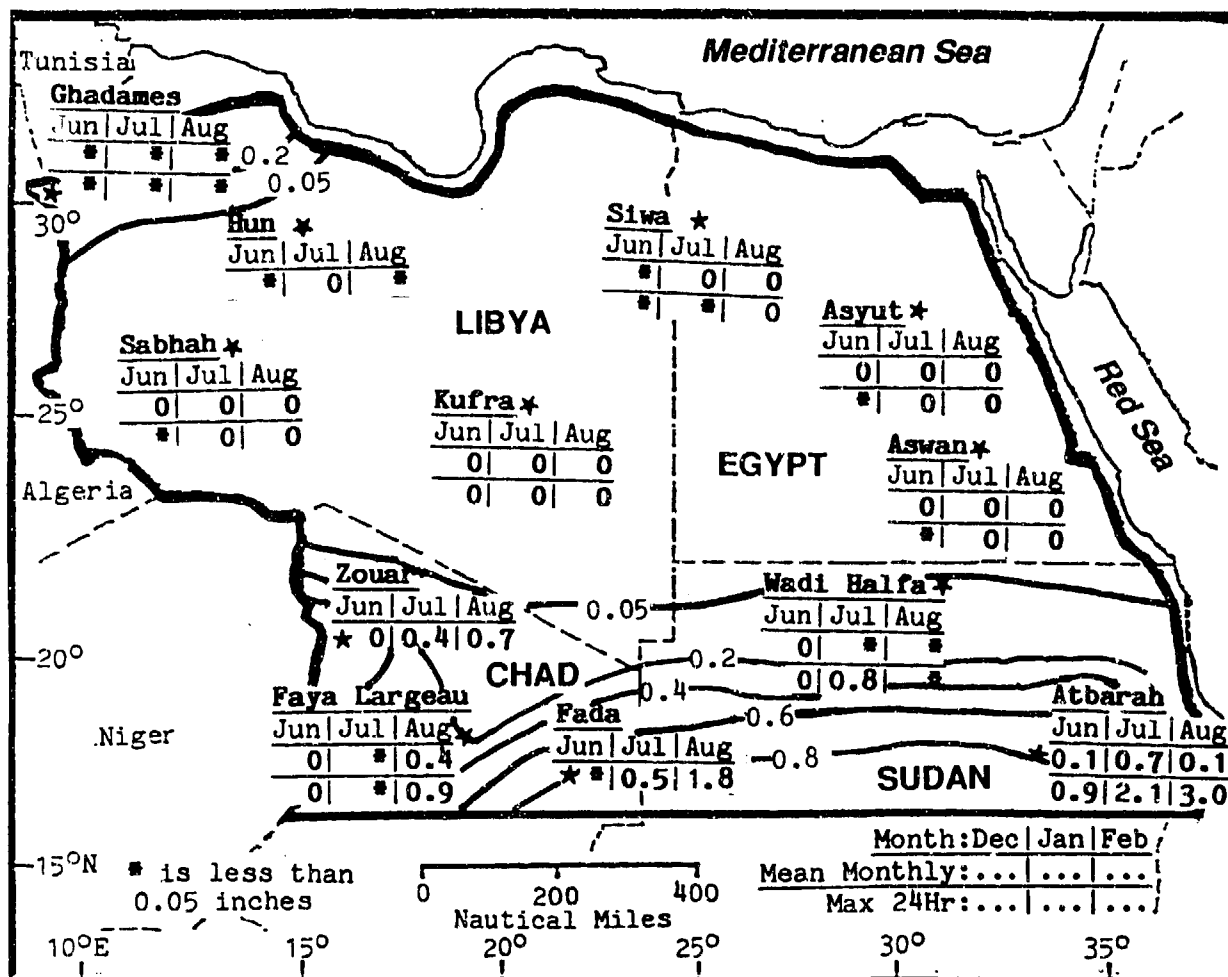 Mediterranean Sea
Tunisia
Ghadames
Jun|Jul|Aug
*| *| *
*| *| *
0.2
0.05
30°
Hun ★
Jun|Jul|Aug
*| 0| *
Siwa ★
Jun|Jul|Aug
*| 0| 0
*| *| 0
LIBYA
Asyut ★
Jun|Jul|Aug
0| 0| 0
*| 0| 0
Red Sea
Sabhah ★
Jun|Jul|Aug
0| 0| 0
*| 0| 0
25°
Kufra ★
Jun|Jul|Aug
0| 0| 0
0| 0| 0
EGYPT
Aswan ★
Jun|Jul|Aug
0| 0| 0
*| 0| 0
Algeria
Zouar
Jun|Jul|Aug
★ 0|0.4|0.7
0.05
Wadi Halfa ★
Jun|Jul|Aug
0| *| *
0|0.8| *
20°
CHAD
0.2
0.4
0.6
0.8
Faya Largeau
Jun|Jul|Aug ★
0| *|0.4
0| *|0.9
Niger
Fada
Jun|Jul|Aug
★ *|0.5|1.8
SUDAN
Atbarah
Jun|Jul|Aug
★ 0.1|0.7|0.1
0.9|2.1|3.0
15°N
* is less than
0.05 inches
0 200 400
Nautical Miles
Month:Dec|Jan|Feb
Mean Monthly:...|...|...
Max 24Hr:...|...|...
10°E 15° 20° 25° 30° 35°